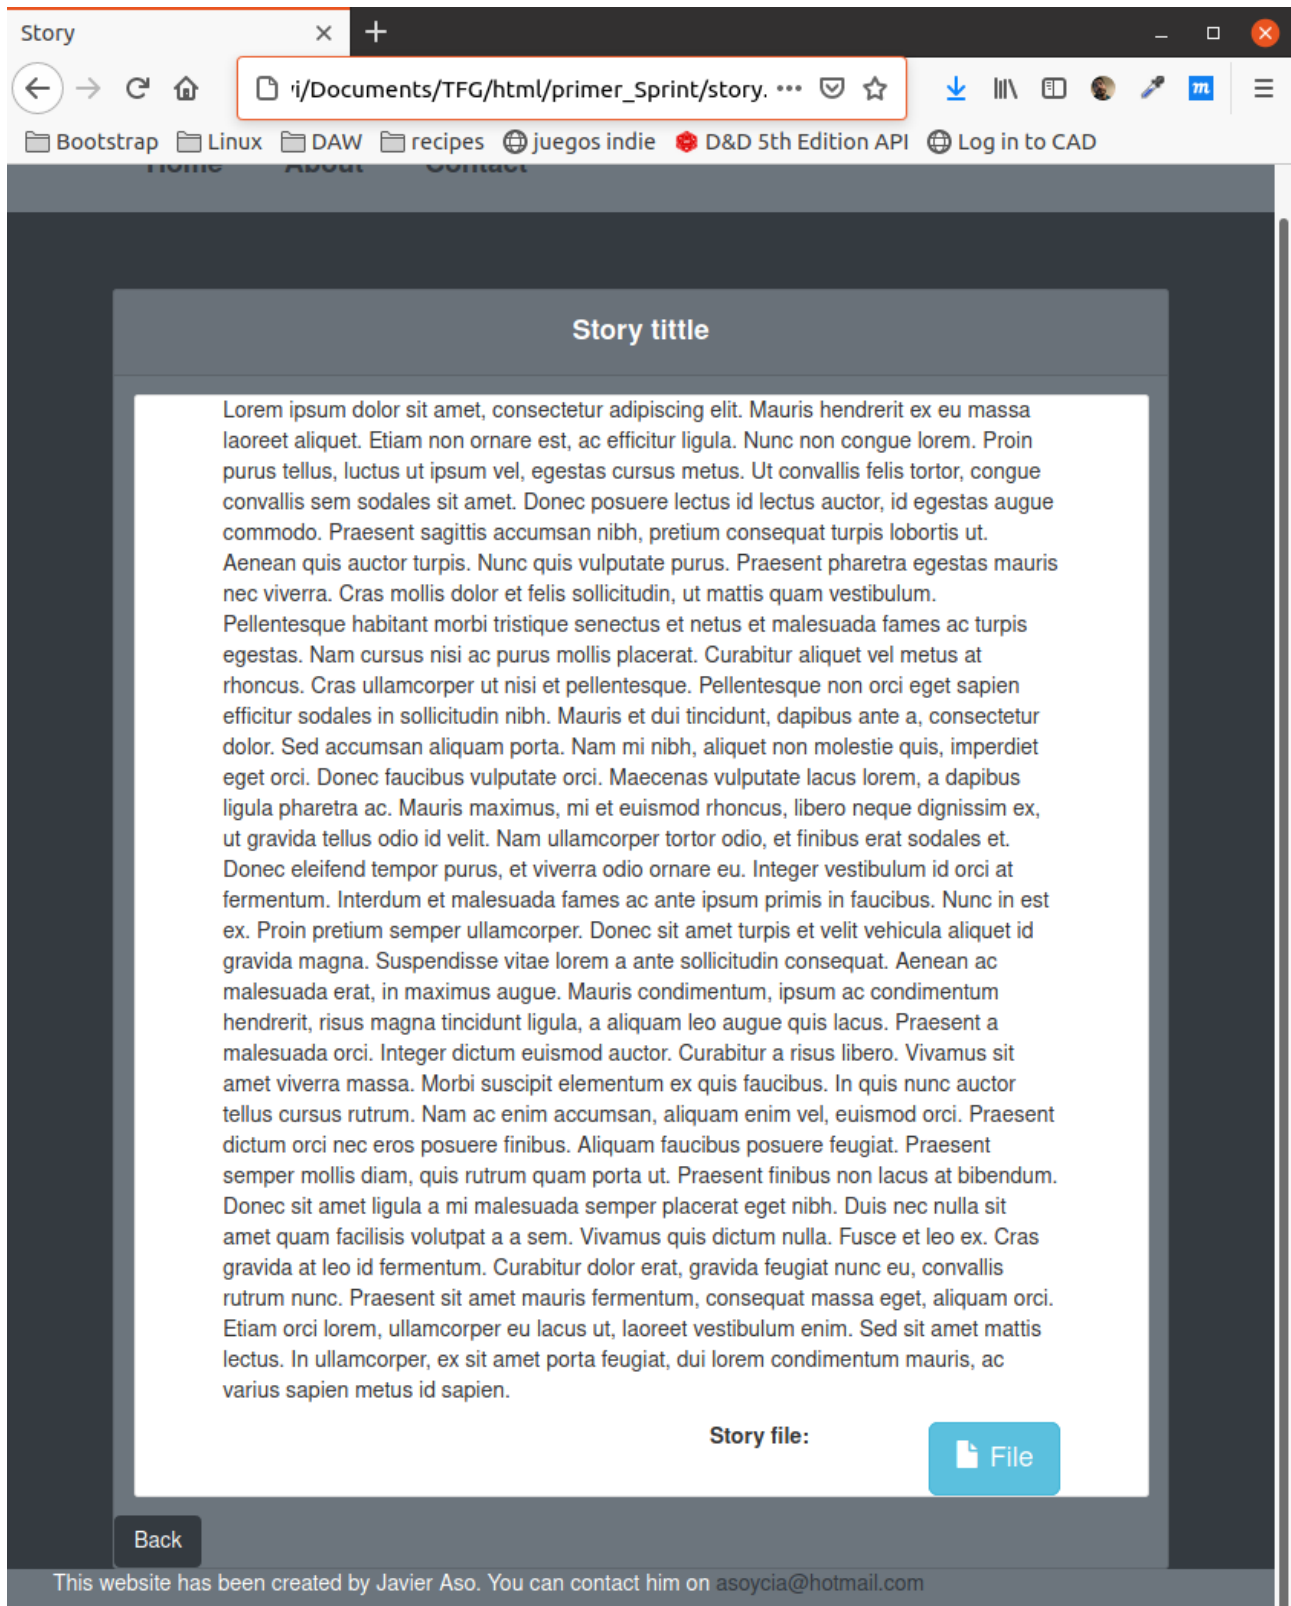 Story
ri/Documents/TFG/html/primer_Sprint/story.
Bootstrap Linux DAW recipes juegos indie D&D 5th Edition API Log in to CAD
Home About Contact
Story tittle
Lorem ipsum dolor sit amet, consectetur adipiscing elit. Mauris hendrerit ex eu massa
laoreet aliquet. Etiam non ornare est, ac efficitur ligula. Nunc non congue lorem. Proin
purus tellus, luctus ut ipsum vel, egestas cursus metus. Ut convallis felis tortor, congue
convallis sem sodales sit amet. Donec posuere lectus id lectus auctor, id egestas augue
commodo. Praesent sagittis accumsan nibh, pretium consequat turpis lobortis ut.
Aenean quis auctor turpis. Nunc quis vulputate purus. Praesent pharetra egestas mauris
nec viverra. Cras mollis dolor et felis sollicitudin, ut mattis quam vestibulum.
Pellentesque habitant morbi tristique senectus et netus et malesuada fames ac turpis
egestas. Nam cursus nisi ac purus mollis placerat. Curabitur aliquet vel metus at
rhoncus. Cras ullamcorper ut nisi et pellentesque. Pellentesque non orci eget sapien
efficitur sodales in sollicitudin nibh. Mauris et dui tincidunt, dapibus ante a, consectetur
dolor. Sed accumsan aliquam porta. Nam mi nibh, aliquet non molestie quis, imperdiet
eget orci. Donec faucibus vulputate orci. Maecenas vulputate lacus lorem, a dapibus
ligula pharetra ac. Mauris maximus, mi et euismod rhoncus, libero neque dignissim ex,
ut gravida tellus odio id velit. Nam ullamcorper tortor odio, et finibus erat sodales et.
Donec eleifend tempor purus, et viverra odio ornare eu. Integer vestibulum id orci at
fermentum. Interdum et malesuada fames ac ante ipsum primis in faucibus. Nunc in est
ex. Proin pretium semper ullamcorper. Donec sit amet turpis et velit vehicula aliquet id
gravida magna. Suspendisse vitae lorem a ante sollicitudin consequat. Aenean ac
malesuada erat, in maximus augue. Mauris condimentum, ipsum ac condimentum
hendrerit, risus magna tincidunt ligula, a aliquam leo augue quis lacus. Praesent a
malesuada orci. Integer dictum euismod auctor. Curabitur a risus libero. Vivamus sit
amet viverra massa. Morbi suscipit elementum ex quis faucibus. In quis nunc auctor
tellus cursus rutrum. Nam ac enim accumsan, aliquam enim vel, euismod orci. Praesent
dictum orci nec eros posuere finibus. Aliquam faucibus posuere feugiat. Praesent
semper mollis diam, quis rutrum quam porta ut. Praesent finibus non lacus at bibendum.
Donec sit amet ligula a mi malesuada semper placerat eget nibh. Duis nec nulla sit
amet quam facilisis volutpat a a sem. Vivamus quis dictum nulla. Fusce et leo ex. Cras
gravida at leo id fermentum. Curabitur dolor erat, gravida feugiat nunc eu, convallis
rutrum nunc. Praesent sit amet mauris fermentum, consequat massa eget, aliquam orci.
Etiam orci lorem, ullamcorper eu lacus ut, laoreet vestibulum enim. Sed sit amet mattis
lectus. In ullamcorper, ex sit amet porta feugiat, dui lorem condimentum mauris, ac
varius sapien metus id sapien.
Story file: File
Back
This website has been created by Javier Aso. You can contact him on asoycia@hotmail.com